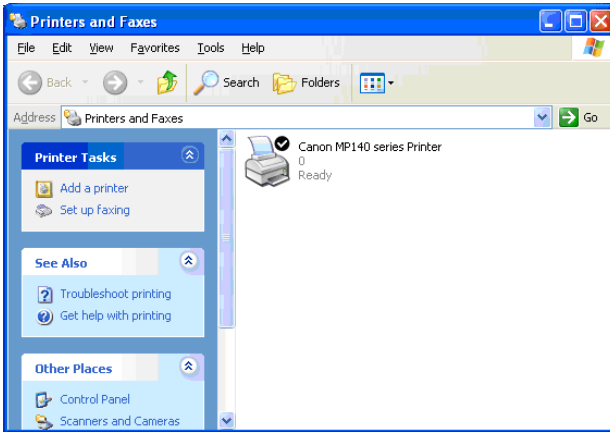 Printers and Faxes
File Edit View Favorites Tools Help
Back Search Folders
Address Printers and Faxes Go
Printer Tasks
Add a printer
Set up faxing
See Also
Troubleshoot printing
Get help with printing
Other Places
Control Panel
Scanners and Cameras
Canon MP140 series Printer
0
Ready